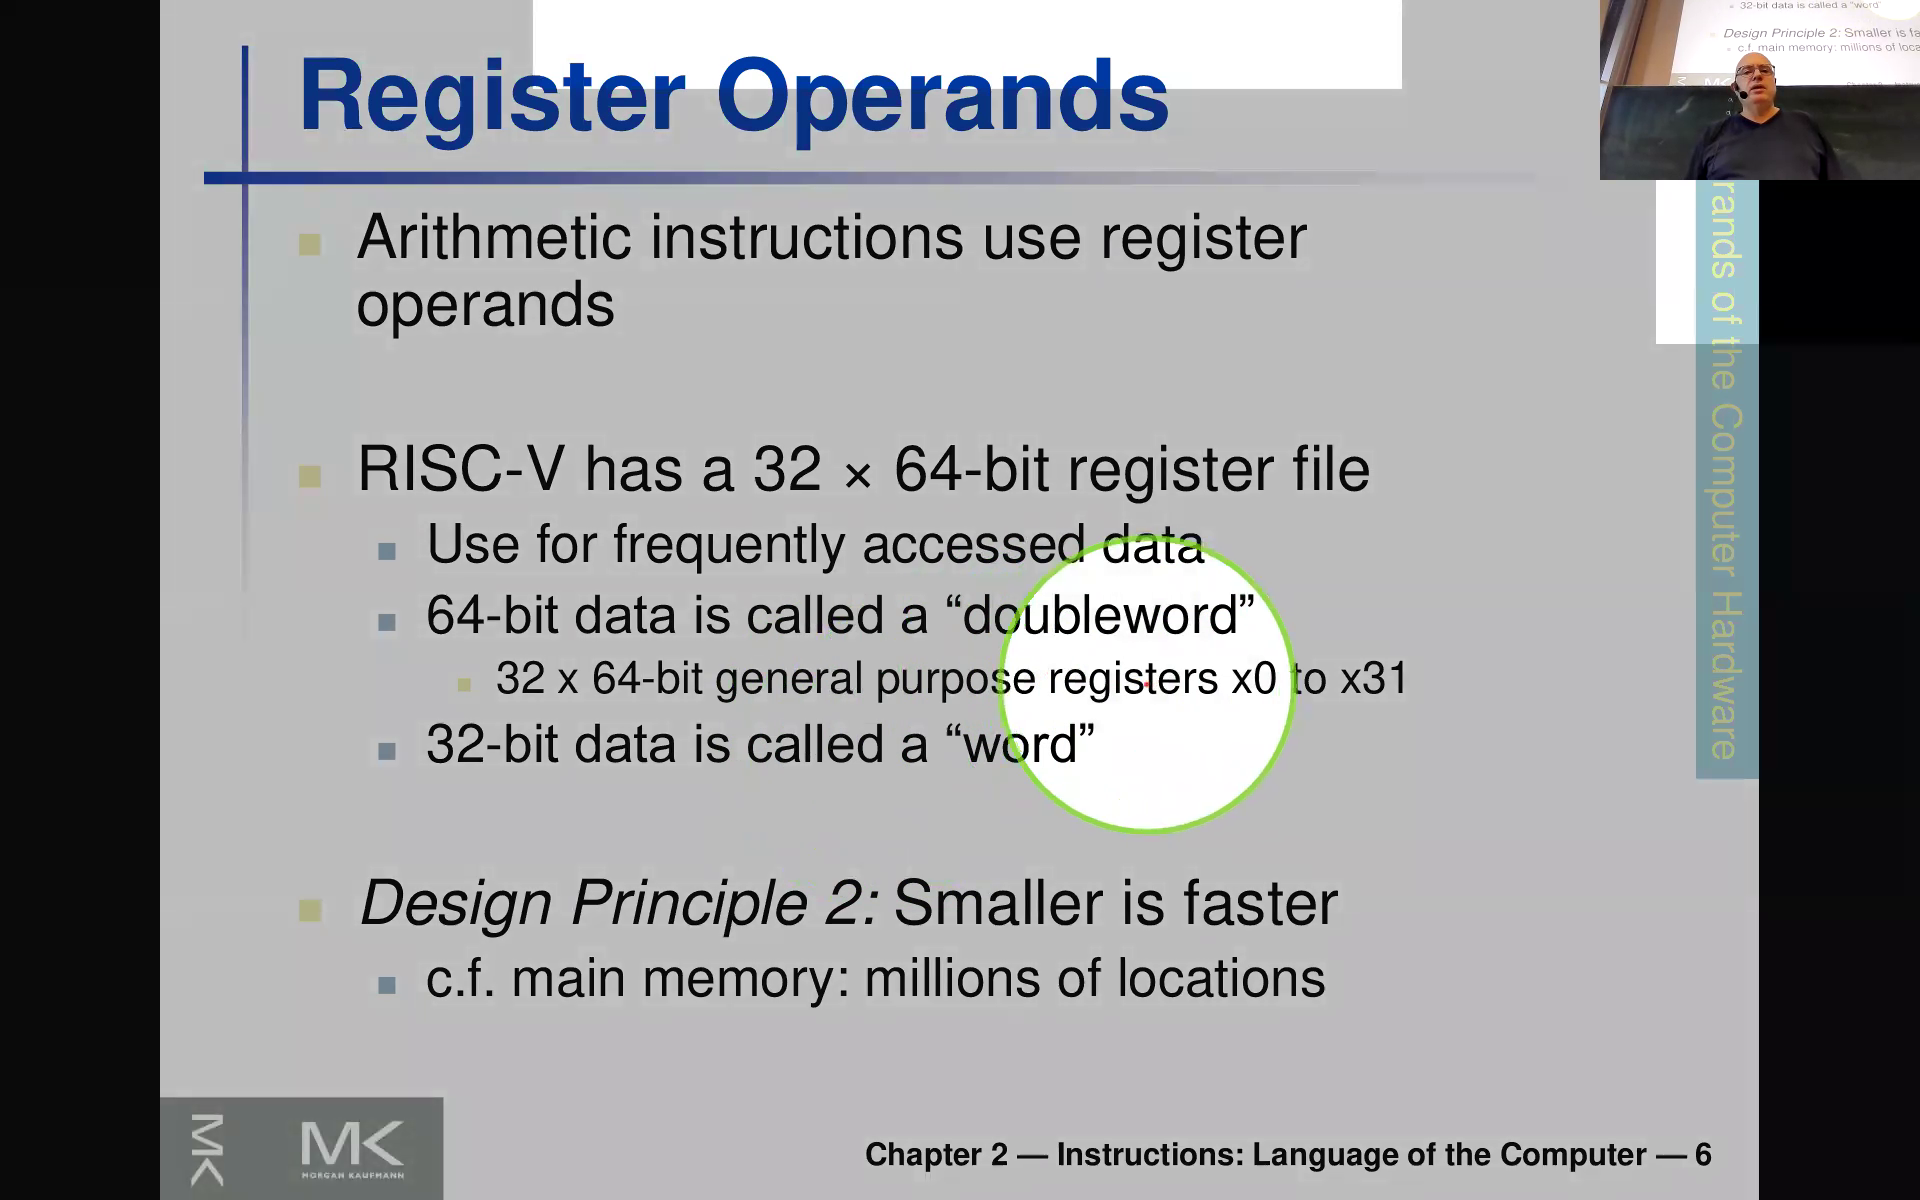 32-bit data is called a "word"
Design Principle 2: Smaller is fa
c.f. main memory: millions of loca
Register Operands
Arithmetic instructions use register
operands
RISC-V has a 32 × 64-bit register file
Use for frequently accessed data
64-bit data is called a “doubleword”
32 x 64-bit general purpose registers x0 to x31
32-bit data is called a “word”
Design Principle 2: Smaller is faster
c.f. main memory: millions of locations
rands of the Computer Hardware
MK
MK
MORGAN KAUFMANN
Chapter 2 — Instructions: Language of the Computer — 6